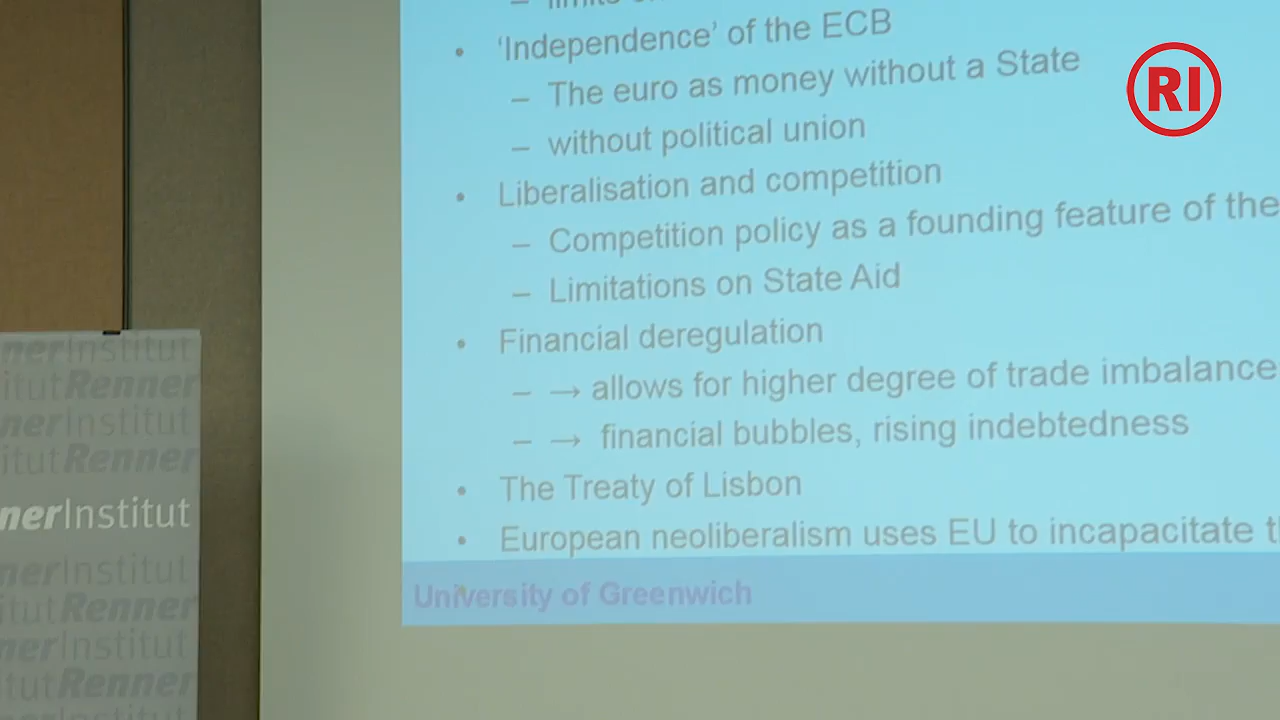 – limits
• ‘Independence’ of the ECB
– The euro as money without a State
– without political union
• Liberalisation and competition
– Competition policy as a founding feature of the
– Limitations on State Aid
• Financial deregulation
– → allows for higher degree of trade imbalance
– → financial bubbles, rising indebtedness
• The Treaty of Lisbon
• European neoliberalism uses EU to incapacitate
University of Greenwich
RI
nerInstitut
itutRenner
nerInstitut
itutRenner
nerInstitut
nerInstitut
itutRenner
nerInstitut
tutRenner
nerInstitut